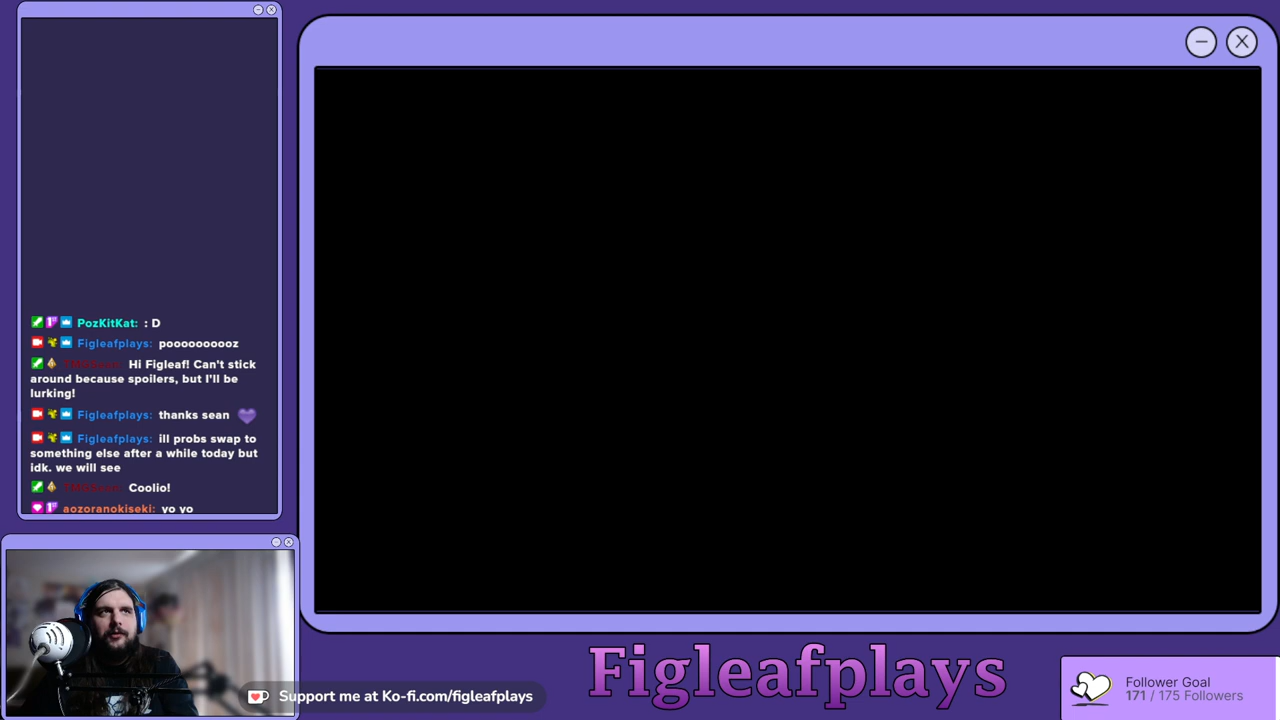 PozKitKat: : D
Figleafplays: poooooooooz
Hi Figleaf! Can't stick
around because spoilers, but I'll be
lurking!
Figleafplays: thanks sean
Figleafplays: ill probs swap to
something else after a while today but
idk. we will see
Coolio!
aozoranokiseki: yo yo
Support me at Ko-fi.com/figleafplays
Figleafplays
Follower Goal
171 / 175 Followers